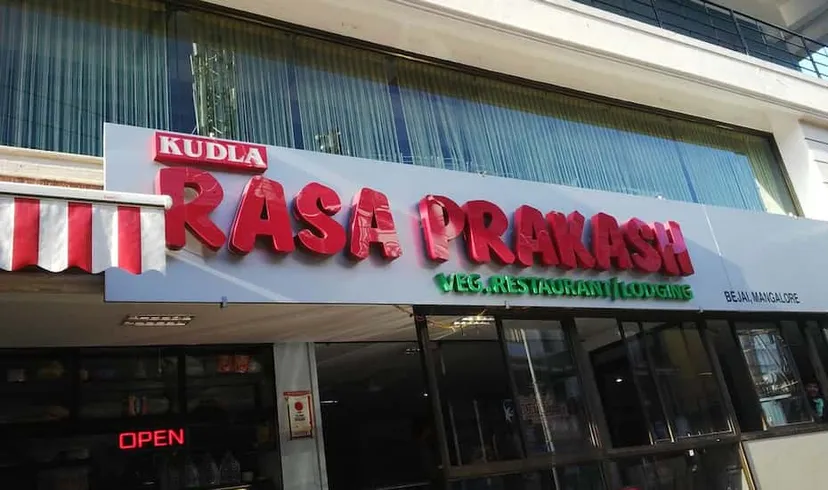 KUDLA
RASA PRAKASH
VEG..RESTAURANT|LODGING
BEJAI, MANGALORE
OPEN